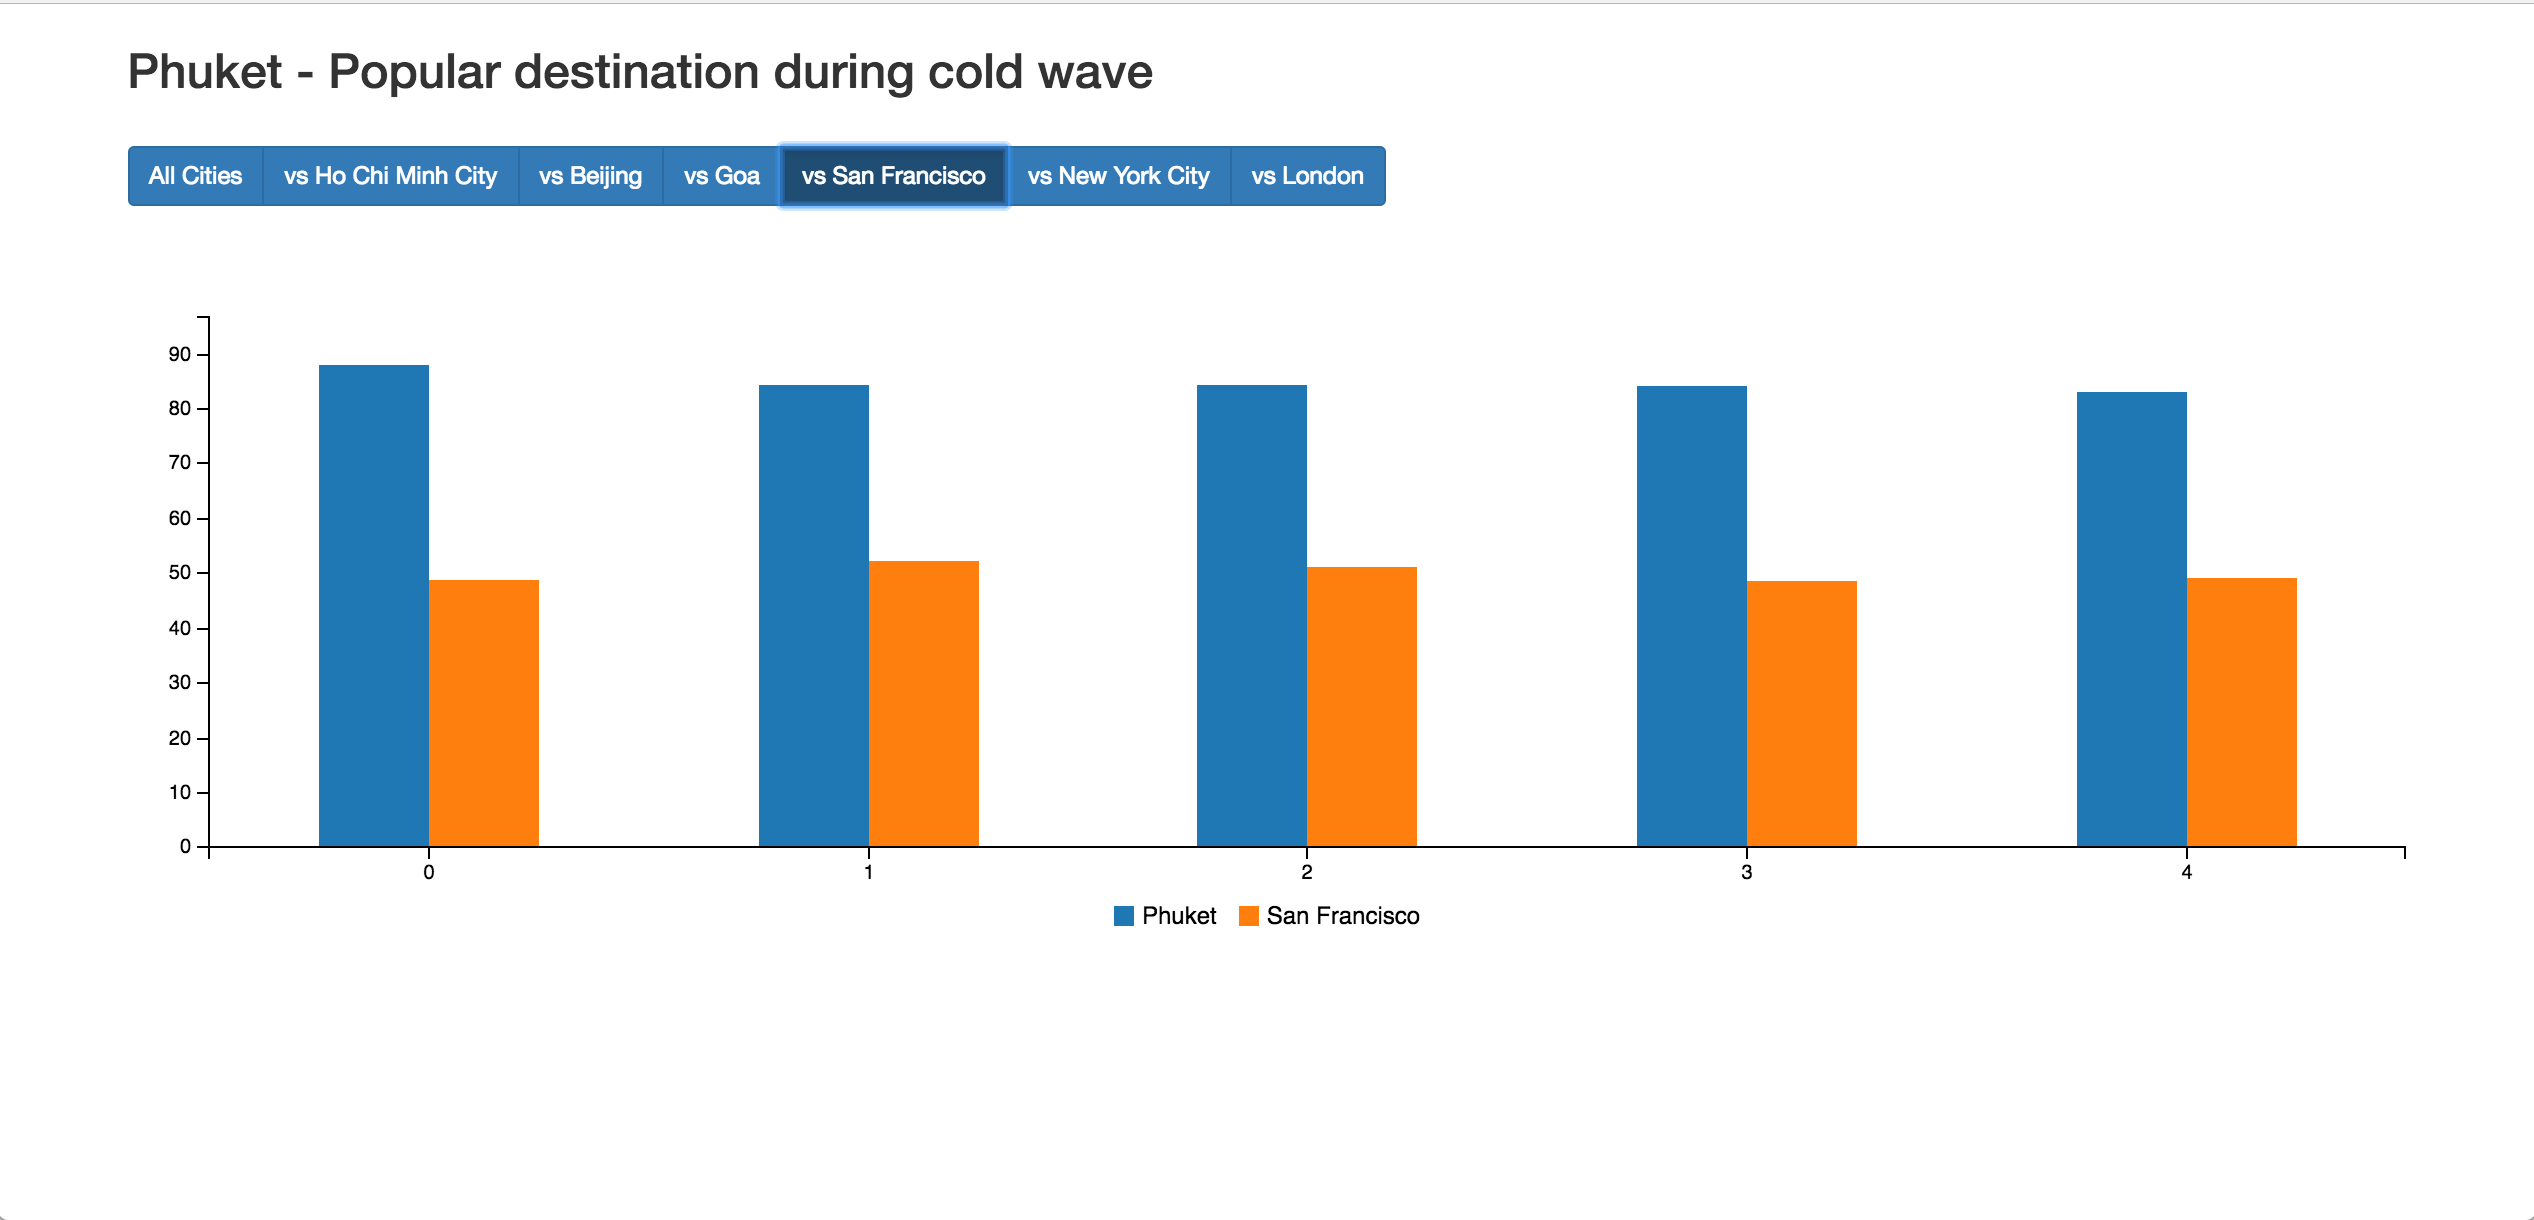 Phuket - Popular destination during cold wave
All Cities vs Ho Chi Minh City vs Beijing vs Goa vs San Francisco vs New York City vs London
90
80
70
60
50
40
30
20
10
0
0 1 2 3 4
Phuket San Francisco